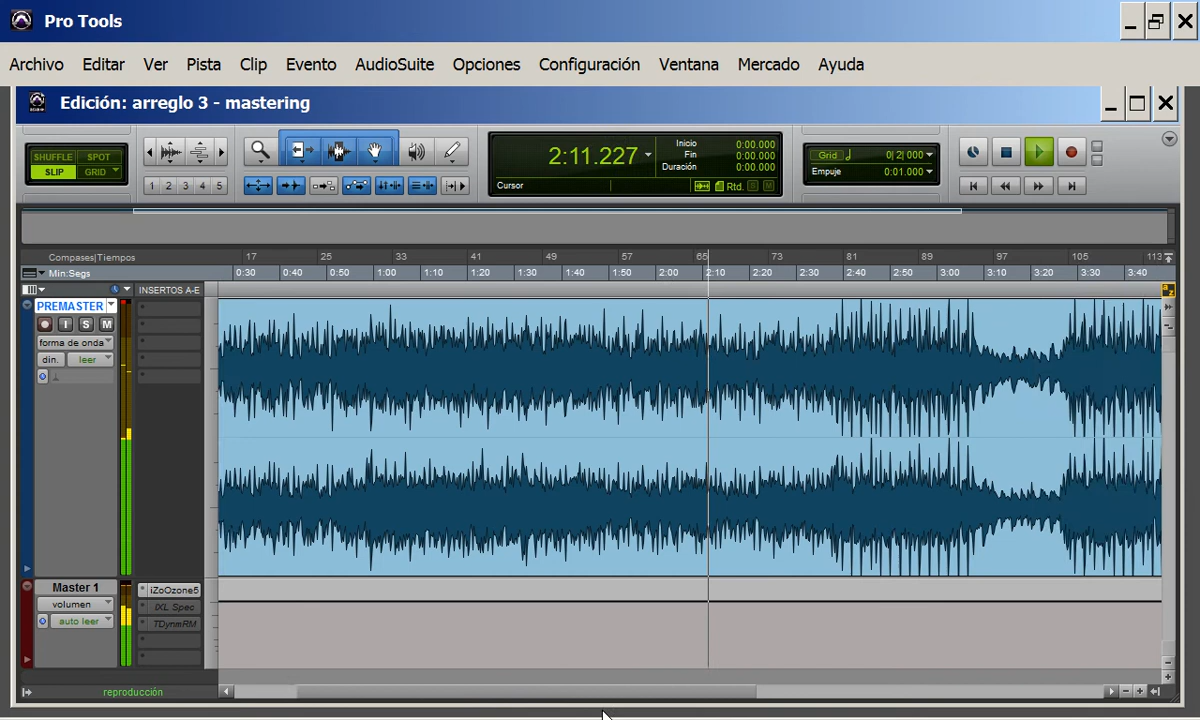 Pro Tools
Archivo Editar Ver Pista Clip Evento AudioSuite Opciones Configuración Ventana Mercado Ayuda
Edición: arreglo 3 - mastering
SHUFFLE SPOT
SLIP GRID
1 2 3 4 5
2:11.227
Inicio 0:00.000
Fin 0:00.000
Duración 0:00.000
Cursor
Rtd. S M
Grid 0| 2| 000
Empuje 0:01.000
Compases|Tiempos 17 25 33 41 49 57 65 73 81 89 97 105 113
Min:Segs 0:30 0:40 0:50 1:00 1:10 1:20 1:30 1:40 1:50 2:00 2:10 2:20 2:30 2:40 2:50 3:00 3:10 3:20 3:30 3:40
INSERTOS A-E
PREMASTER
I S M
forma de onda
din. leer
a z
Master 1
volumen
auto leer
iZoOzone5
IXL Spec
TDynmRM
reproducción